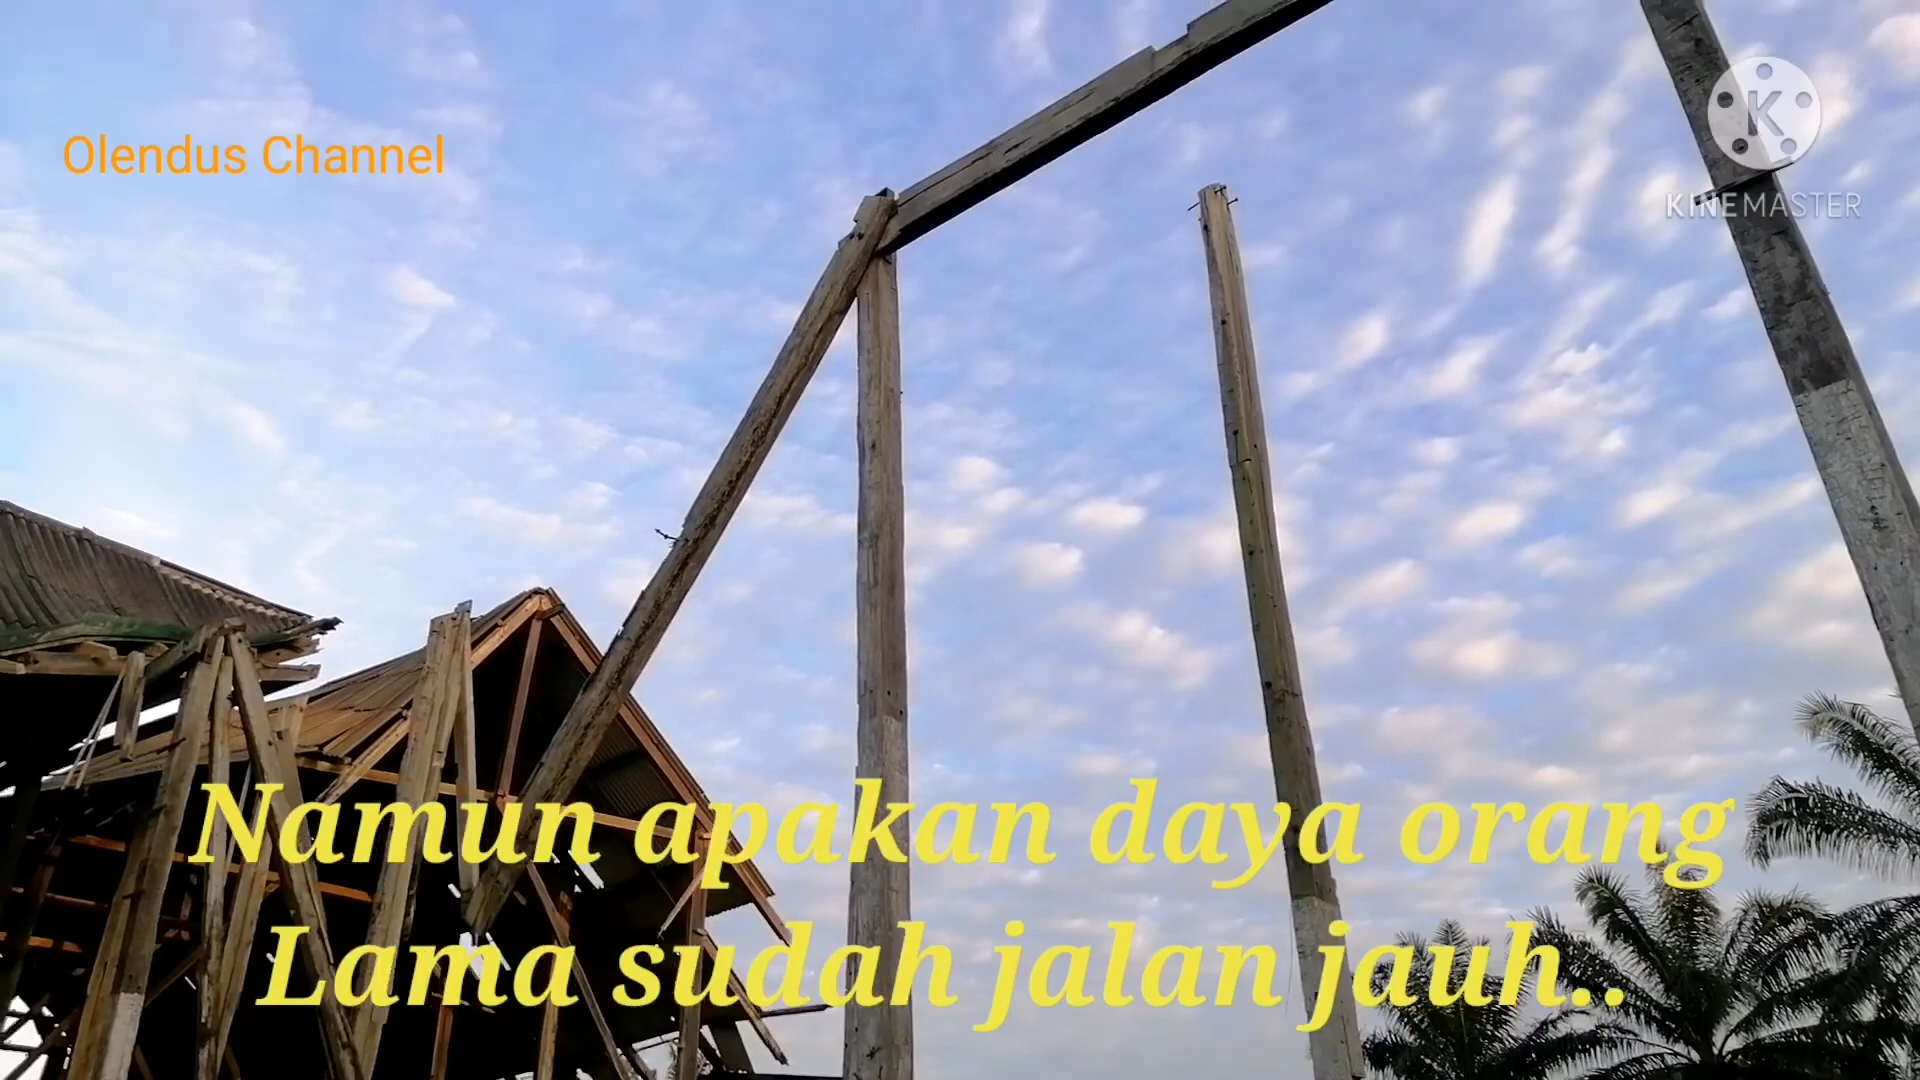 Olendus Channel
K
KINEMASTER
Namun apakan daya orang
Lama sudah jalan jauh..